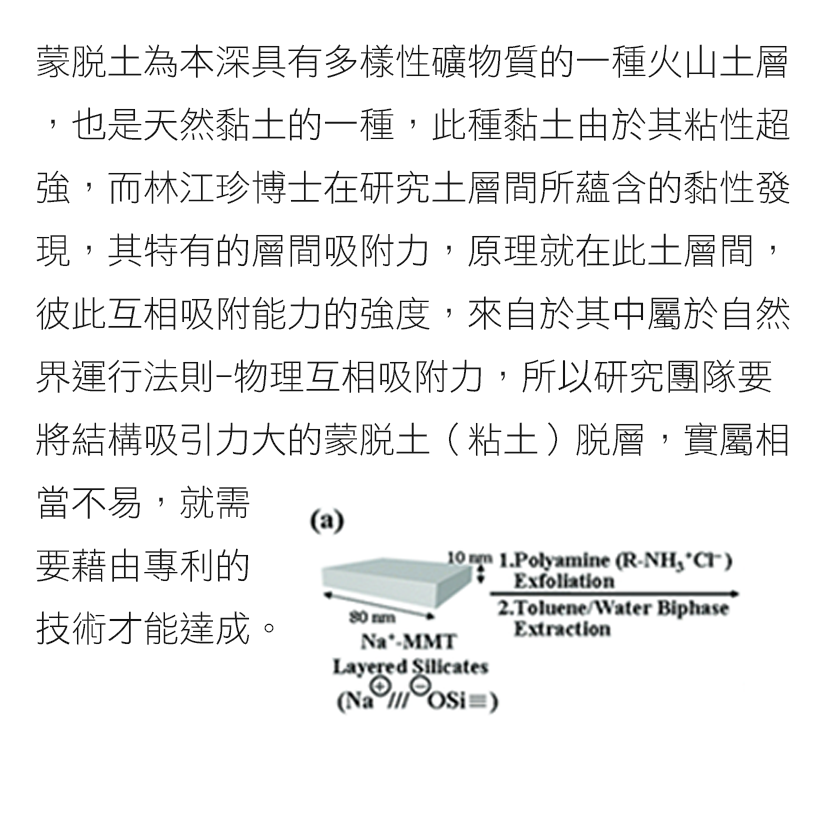 蒙脱土為本深具有多樣性礦物質的一種火山土層
，也是天然黏土的一種，此種黏土由於其粘性超
強，而林江珍博士在研究土層間所蘊含的黏性發
現，其特有的層間吸附力，原理就在此土層間，
彼此互相吸附能力的強度，來自於其中屬於自然
界運行法則-物理互相吸附力，所以研究團隊要
將結構吸引力大的蒙脱土（粘土）脱層，實屬相
當不易，就需
要藉由專利的
技術才能達成。
(a)
10 nm
80 nm
Na⁺-MMT
Layered Silicates
(Na⊕///⊖OSi≡)
1.Polyamine (R-NH₃⁺Cl⁻)
Exfoliation
2.Toluene/Water Biphase
Extraction